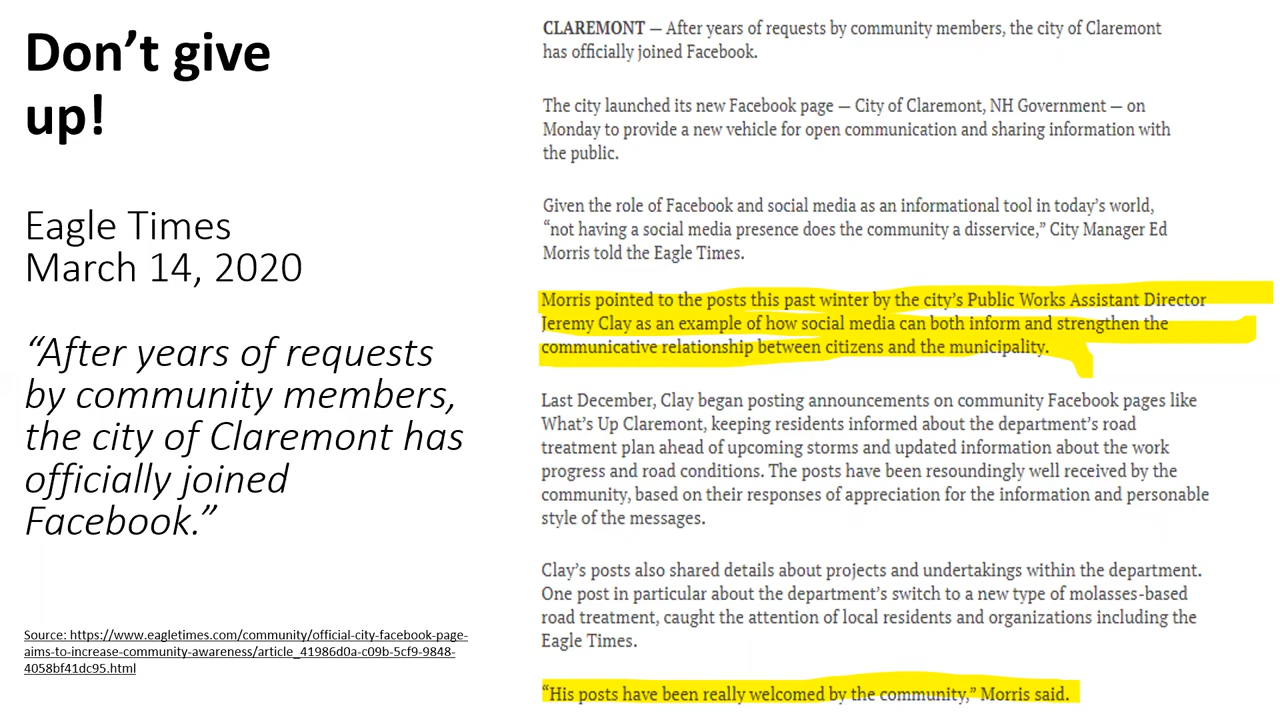 Don’t give
up!
Eagle Times
March 14, 2020
“After years of requests
by community members,
the city of Claremont has
officially joined
Facebook.”
Source: https://www.eagletimes.com/community/official-city-facebook-page-
aims-to-increase-community-awareness/article_41986d0a-c09b-5cf9-9848-
4058bf41dc95.html
CLAREMONT — After years of requests by community members, the city of Claremont
has officially joined Facebook.
The city launched its new Facebook page — City of Claremont, NH Government — on
Monday to provide a new vehicle for open communication and sharing information with
the public.
Given the role of Facebook and social media as an informational tool in today’s world,
“not having a social media presence does the community a disservice,” City Manager Ed
Morris told the Eagle Times.
Morris pointed to the posts this past winter by the city’s Public Works Assistant Director
Jeremy Clay as an example of how social media can both inform and strengthen the
communicative relationship between citizens and the municipality.
Last December, Clay began posting announcements on community Facebook pages like
What’s Up Claremont, keeping residents informed about the department’s road
treatment plan ahead of upcoming storms and updated information about the work
progress and road conditions. The posts have been resoundingly well received by the
community, based on their responses of appreciation for the information and personable
style of the messages.
Clay’s posts also shared details about projects and undertakings within the department.
One post in particular about the department’s switch to a new type of molasses-based
road treatment, caught the attention of local residents and organizations including the
Eagle Times.
“His posts have been really welcomed by the community,” Morris said.